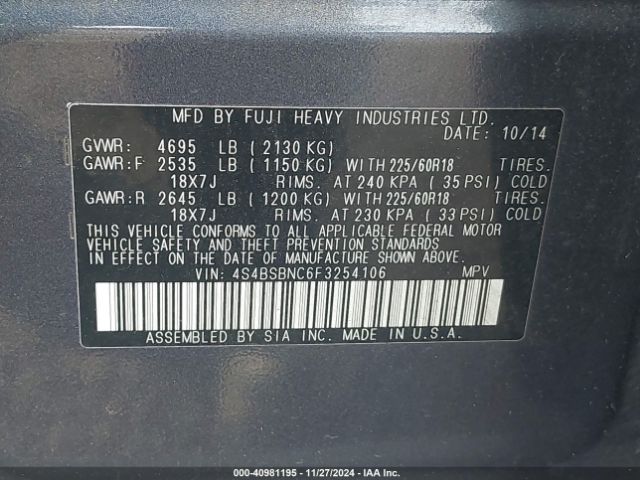 MFD BY FUJI HEAVY INDUSTRIES LTD.
DATE: 10/14
GVWR: 4695 LB ( 2130 KG)
GAWR:F 2535 LB ( 1150 KG) WITH 225/60R18 TIRES.
18X7J RIMS. AT 240 KPA ( 35 PSI) COLD
GAWR:R 2645 LB ( 1200 KG) WITH 225/60R18 TIRES.
18X7J RIMS. AT 230 KPA ( 33 PSI) COLD
THIS VEHICLE CONFORMS TO ALL APPLICABLE FEDERAL MOTOR
VEHICLE SAFETY AND THEFT PREVENTION STANDARDS
IN EFFECT ON THE DATE OF MANUFACTURE SHOWN ABOVE.
VIN: 4S4BSBNC6F3254106 MPV
ASSEMBLED BY SIA INC. MADE IN U.S.A.
000-40981195 - 11/27/2024 - IAAI.COM